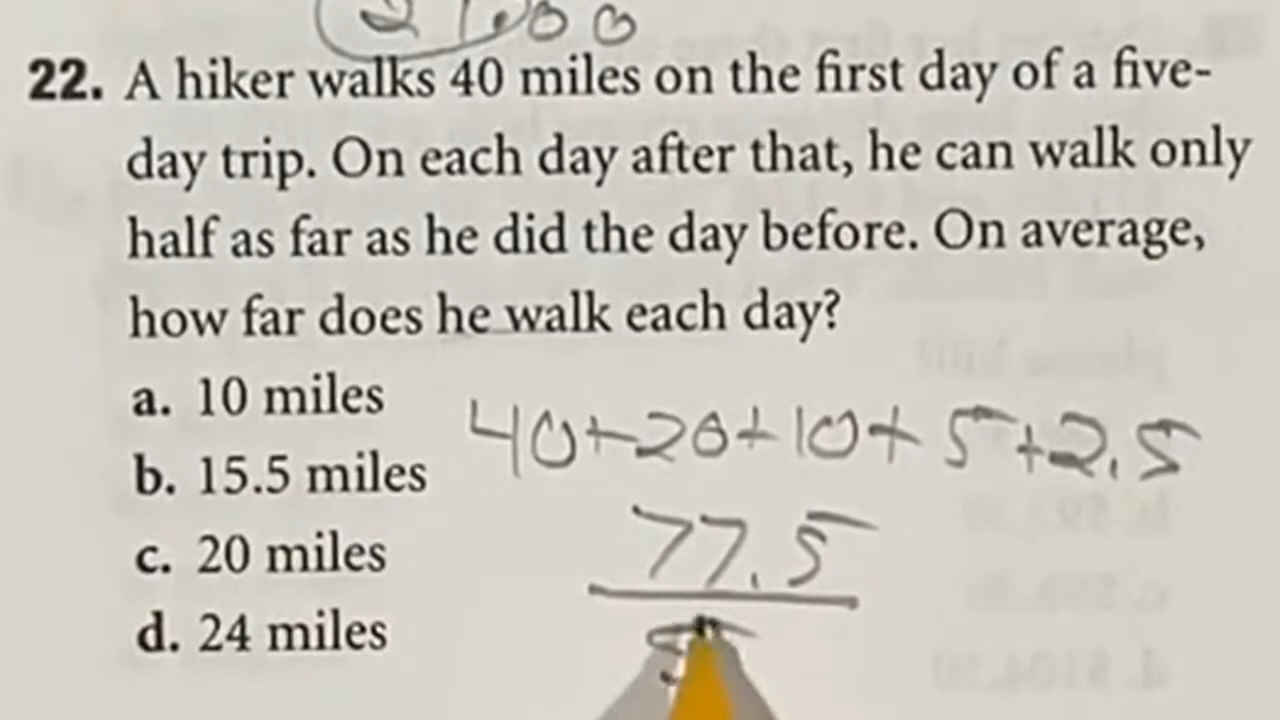 21.00
22. A hiker walks 40 miles on the first day of a five-
day trip. On each day after that, he can walk only
half as far as he did the day before. On average,
how far does he walk each day?
a. 10 miles
b. 15.5 miles
c. 20 miles
d. 24 miles
40+20+10+5+2.5
77.5
5